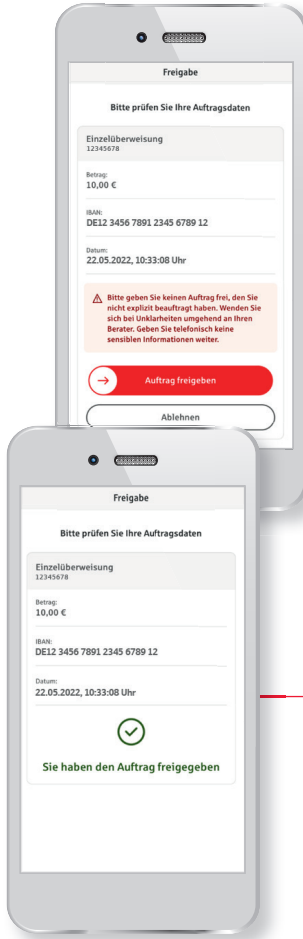 Freigabe
Bitte prüfen Sie Ihre Auftragsdaten
Einzelüberweisung
12345678
Betrag:
10,00 €
IBAN:
DE12 3456 7891 2345 6789 12
Datum:
22.05.2022, 10:33:08 Uhr
Bitte geben Sie keinen Auftrag frei, den Sie
nicht explizit beauftragt haben. Wenden Sie
sich bei Unklarheiten umgehend an Ihren
Berater. Geben Sie telefonisch keine
sensiblen Informationen weiter.
Auftrag freigeben
Ablehnen
Freigabe
Bitte prüfen Sie Ihre Auftragsdaten
Einzelüberweisung
12345678
Betrag:
10,00 €
IBAN:
DE12 3456 7891 2345 6789 12
Datum:
22.05.2022, 10:33:08 Uhr
Sie haben den Auftrag freigegeben